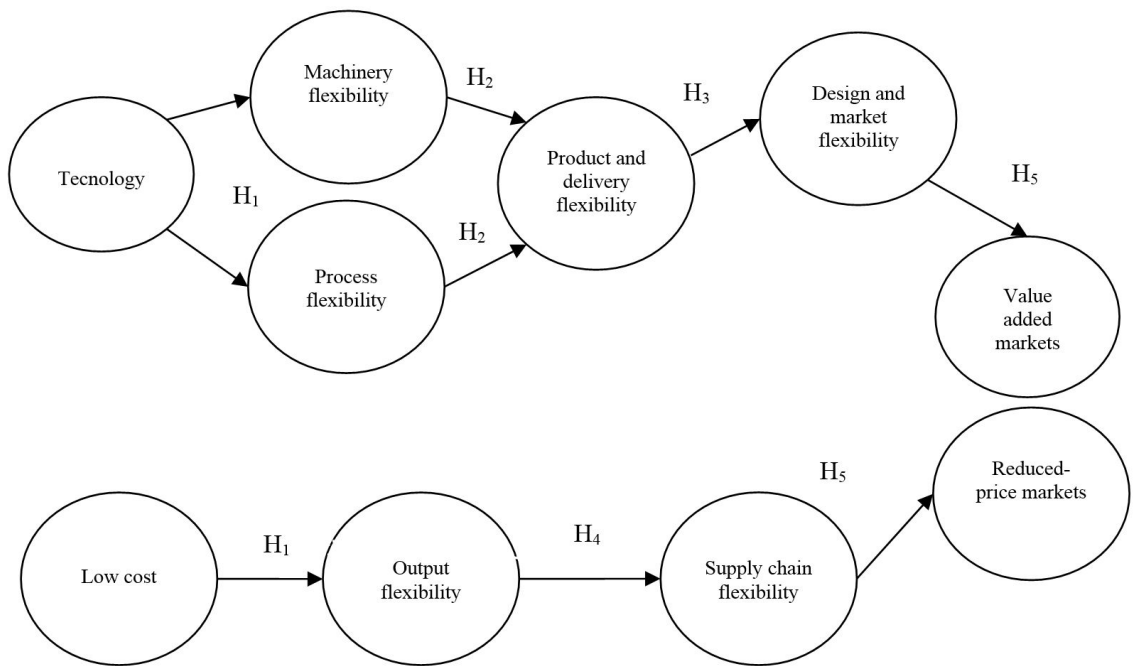 Machinery
flexibility
H₂
H₃
Design and
market
flexibility
Tecnology
H₁
Product and
delivery
flexibility
H₅
H₂
Process
flexibility
Value
added
markets
Reduced-
price markets
H₅
Low cost
H₁
Output
flexibility
H₄
Supply chain
flexibility